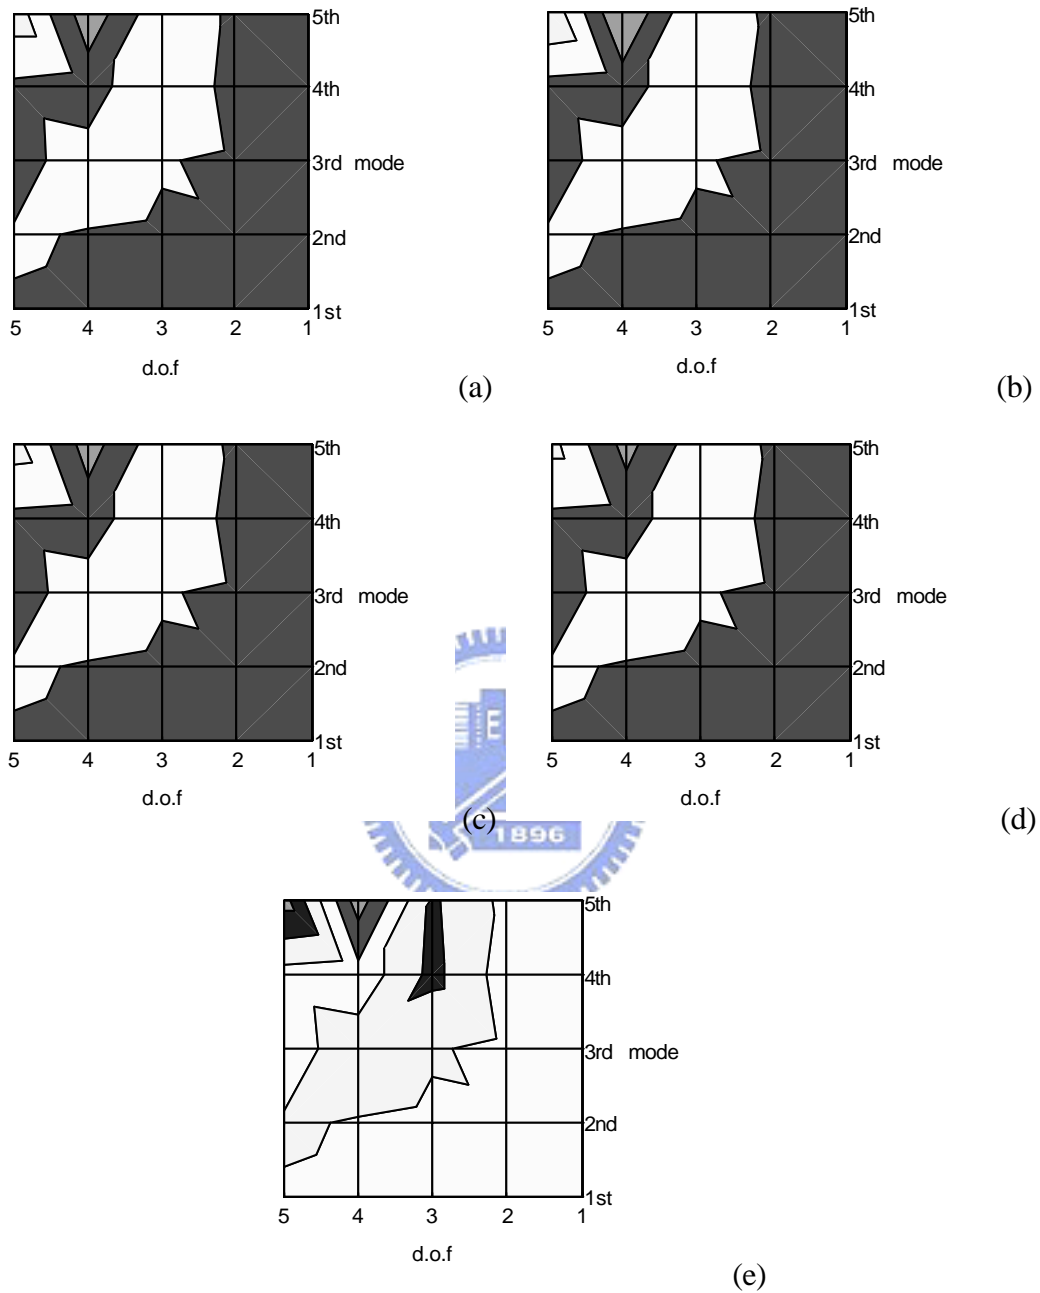 5th
4th
3rd mode
2nd
1st
5 4 3 2 1
d.o.f
(a)
5th
4th
3rd mode
2nd
1st
5 4 3 2 1
d.o.f
(b)
5th
4th
3rd mode
2nd
1st
5 4 3 2 1
d.o.f
(c)
5th
4th
3rd mode
2nd
1st
5 4 3 2 1
d.o.f
(d)
E
1896
5th
4th
3rd mode
2nd
1st
5 4 3 2 1
d.o.f
(e)